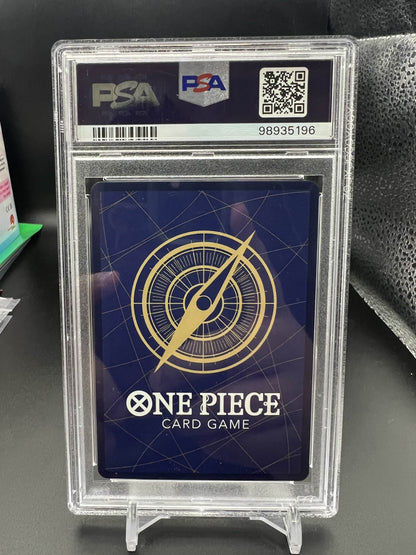 PSA
PSA
98935196
ONE PIECE
CARD GAME